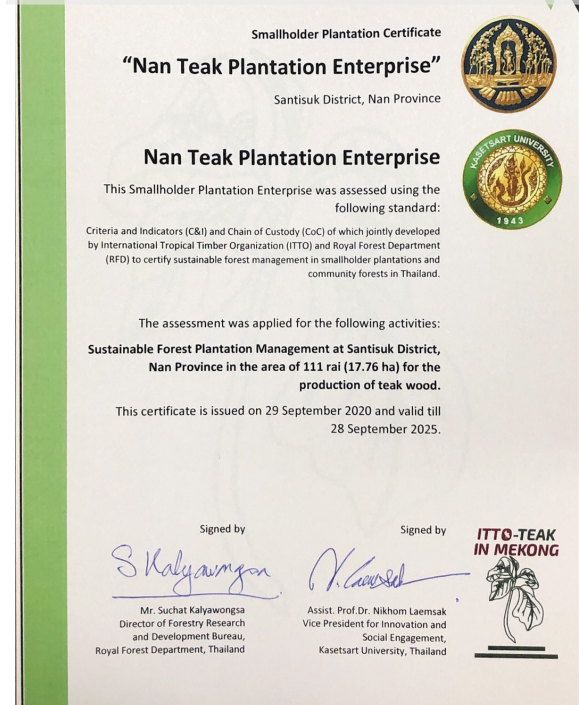 Smallholder Plantation Certificate
“Nan Teak Plantation Enterprise”
Santisuk District, Nan Province
KASETSART UNIVERSITY
1943
Nan Teak Plantation Enterprise
This Smallholder Plantation Enterprise was assessed using the
following standard:
Criteria and Indicators (C&I) and Chain of Custody (CoC) of which jointly developed
by International Tropical Timber Organization (ITTO) and Royal Forest Department
(RFD) to certify sustainable forest management in smallholder plantations and
community forests in Thailand.
The assessment was applied for the following activities:
Sustainable Forest Plantation Management at Santisuk District,
Nan Province in the area of 111 rai (17.76 ha) for the
production of teak wood.
This certificate is issued on 29 September 2020 and valid till
28 September 2025.
Signed by
S Kalyawongsa
Mr. Suchat Kalyawongsa
Director of Forestry Research
and Development Bureau,
Royal Forest Department, Thailand
Signed by
N. Laemsak
Assist. Prof.Dr. Nikhom Laemsak
Vice President for Innovation and
Social Engagement,
Kasetsart University, Thailand
ITTO-TEAK
IN MEKONG